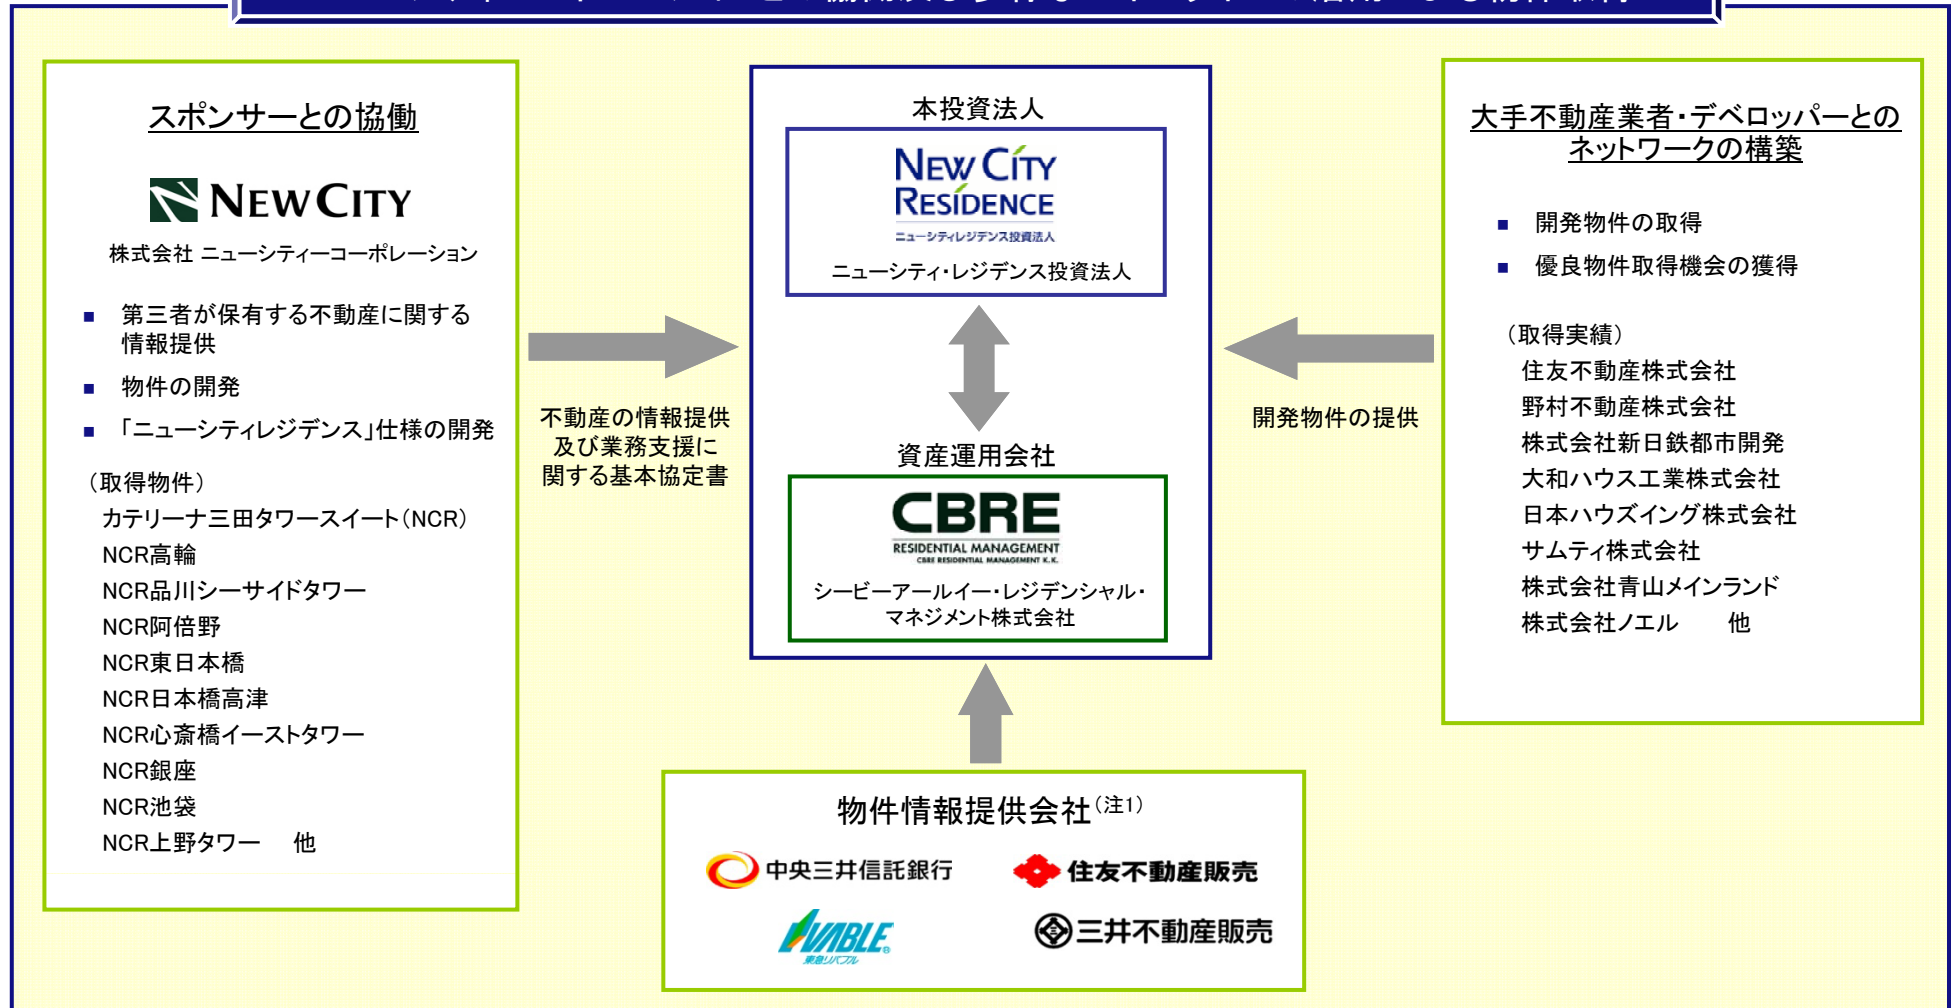 スポンサーとの協働
NEW CITY
株式会社 ニューシティーコーポレーション
■ 第三者が保有する不動産に関する
情報提供
■ 物件の開発
■ 「ニューシティレジデンス」仕様の開発
（取得物件）
カテリーナ三田タワースイート（NCR）
NCR高輪
NCR品川シーサイドタワー
NCR阿倍野
NCR東日本橋
NCR日本橋高津
NCR心斎橋イーストタワー
NCR銀座
NCR池袋
NCR上野タワー　他
不動産の情報提供
及び業務支援に
関する基本協定書
本投資法人
NEW CITY
RESIDENCE
ニューシティレジデンス投資法人
ニューシティ・レジデンス投資法人
資産運用会社
CBRE
RESIDENTIAL MANAGEMENT
CBRE RESIDENTIAL MANAGEMENT K.K.
シービーアールイー・レジデンシャル・
マネジメント株式会社
開発物件の提供
大手不動産業者・デベロッパーとの
ネットワークの構築
■ 開発物件の取得
■ 優良物件取得機会の獲得
（取得実績）
住友不動産株式会社
野村不動産株式会社
株式会社新日鉄都市開発
大和ハウス工業株式会社
日本ハウズイング株式会社
サムティ株式会社
株式会社青山メインランド
株式会社ノエル　他
物件情報提供会社（注1）
中央三井信託銀行
住友不動産販売
LIVABLE
東急リバブル
三井不動産販売